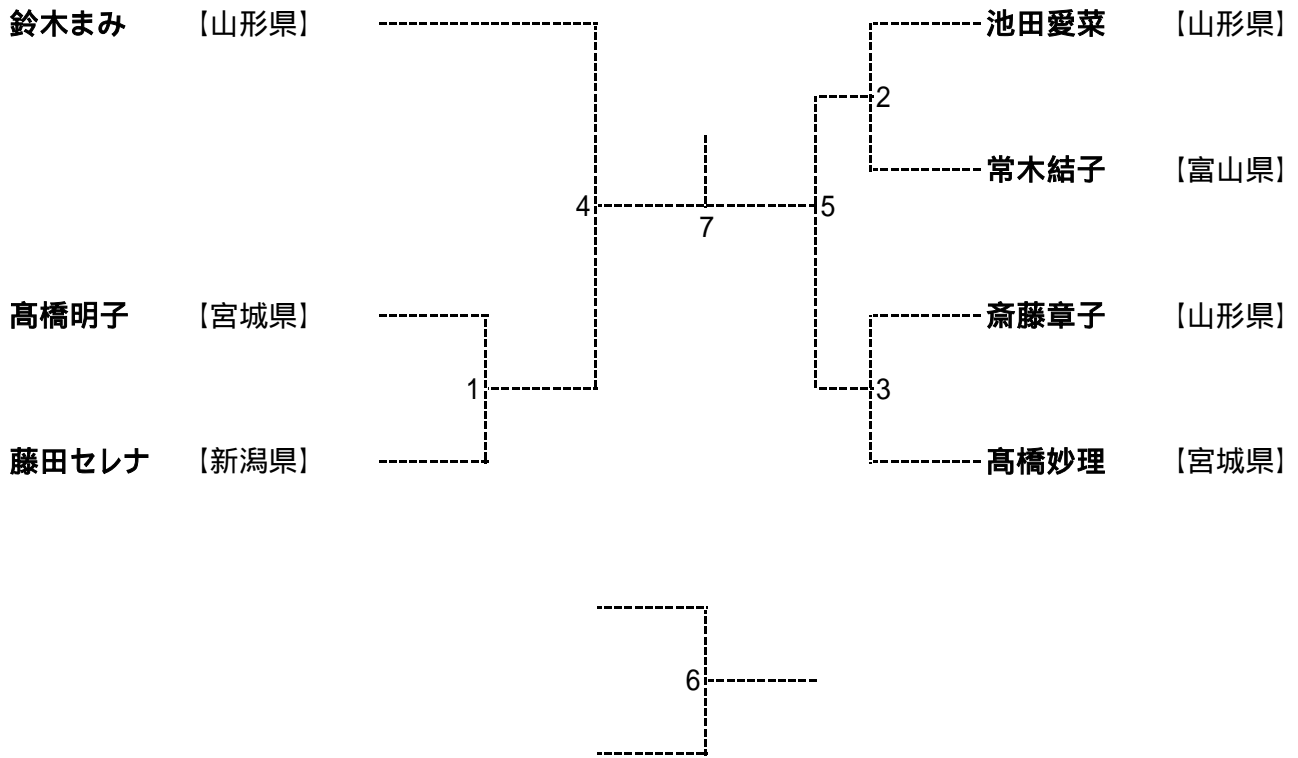 鈴木まみ 【山形県】 池田愛菜 【山形県】
2
常木結子 【富山県】
4 5
7
髙橋明子 【宮城県】 斎藤章子 【山形県】
1 3
藤田セレナ 【新潟県】 髙橋妙理 【宮城県】
6